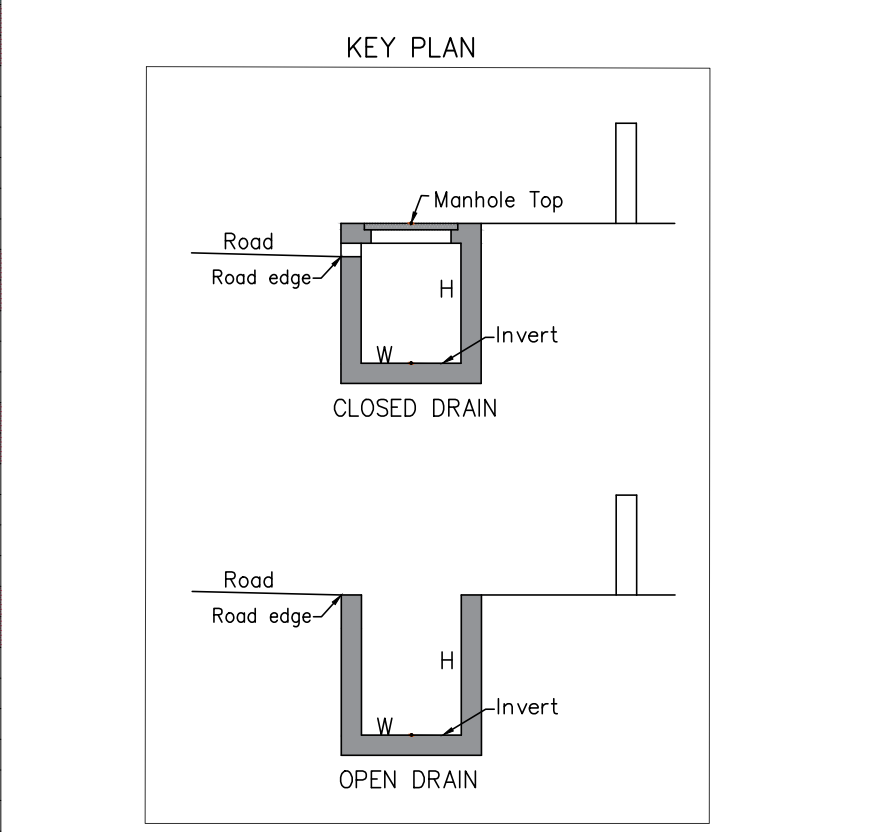 KEY PLAN
Manhole Top
Road
Road edge
H
Invert
W
CLOSED DRAIN
Road
Road edge
H
Invert
W
OPEN DRAIN